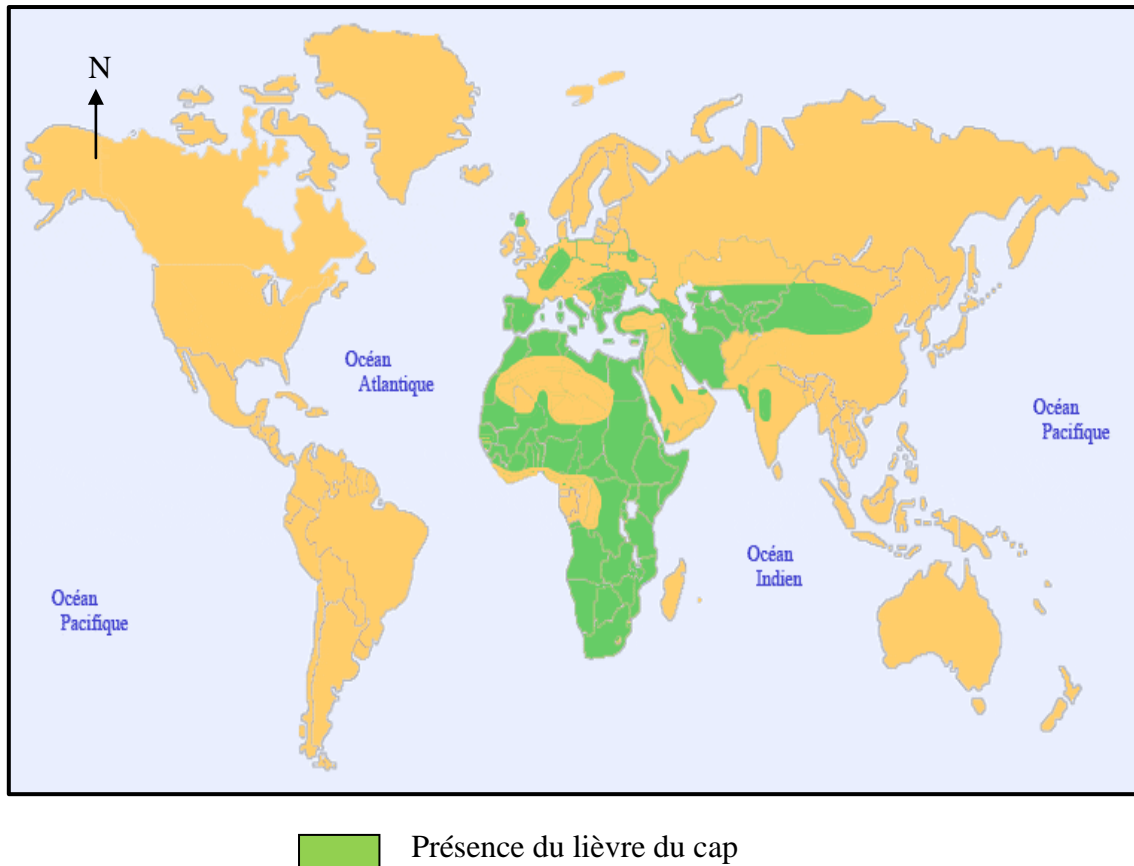 N
Océan
Atlantique
Océan
Pacifique
Océan
Indien
Océan
Pacifique
Présence du lièvre du cap